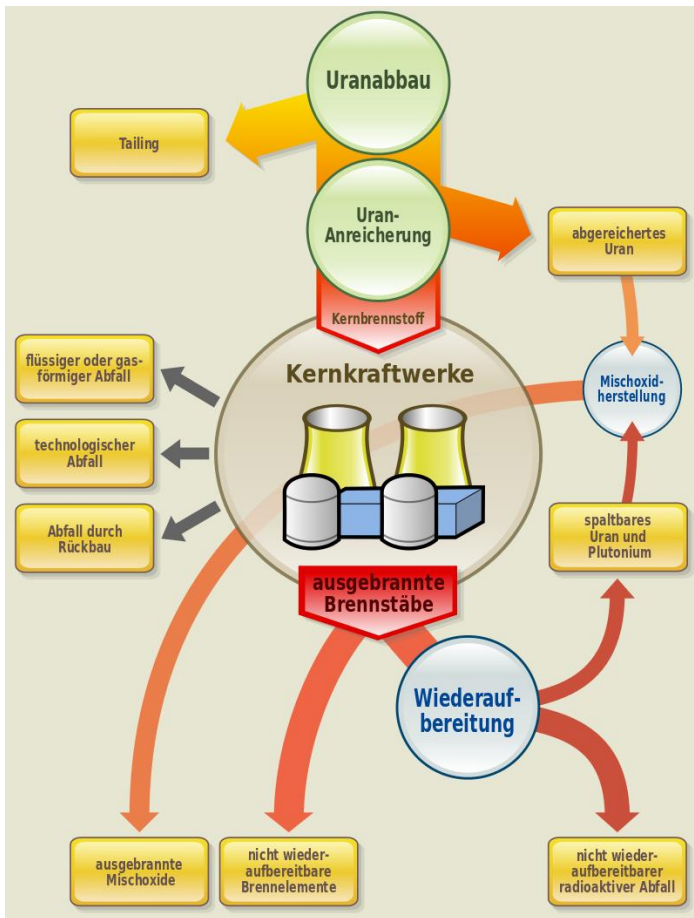 Uranabbau
Tailing
Uran-
Anreicherung
abgereichertes
Uran
Kernbrennstoff
flüssiger oder gas-
förmiger Abfall
Kernkraftwerke
Mischoxid-
herstellung
technologischer
Abfall
Abfall durch
Rückbau
spaltbares
Uran und
Plutonium
ausgebrannte
Brennstäbe
Wiederauf-
bereitung
ausgebrannte
Mischoxide
nicht wieder-
aufbereitbare
Brennelemente
nicht wieder-
aufbereitbarer
radioaktiver Abfall